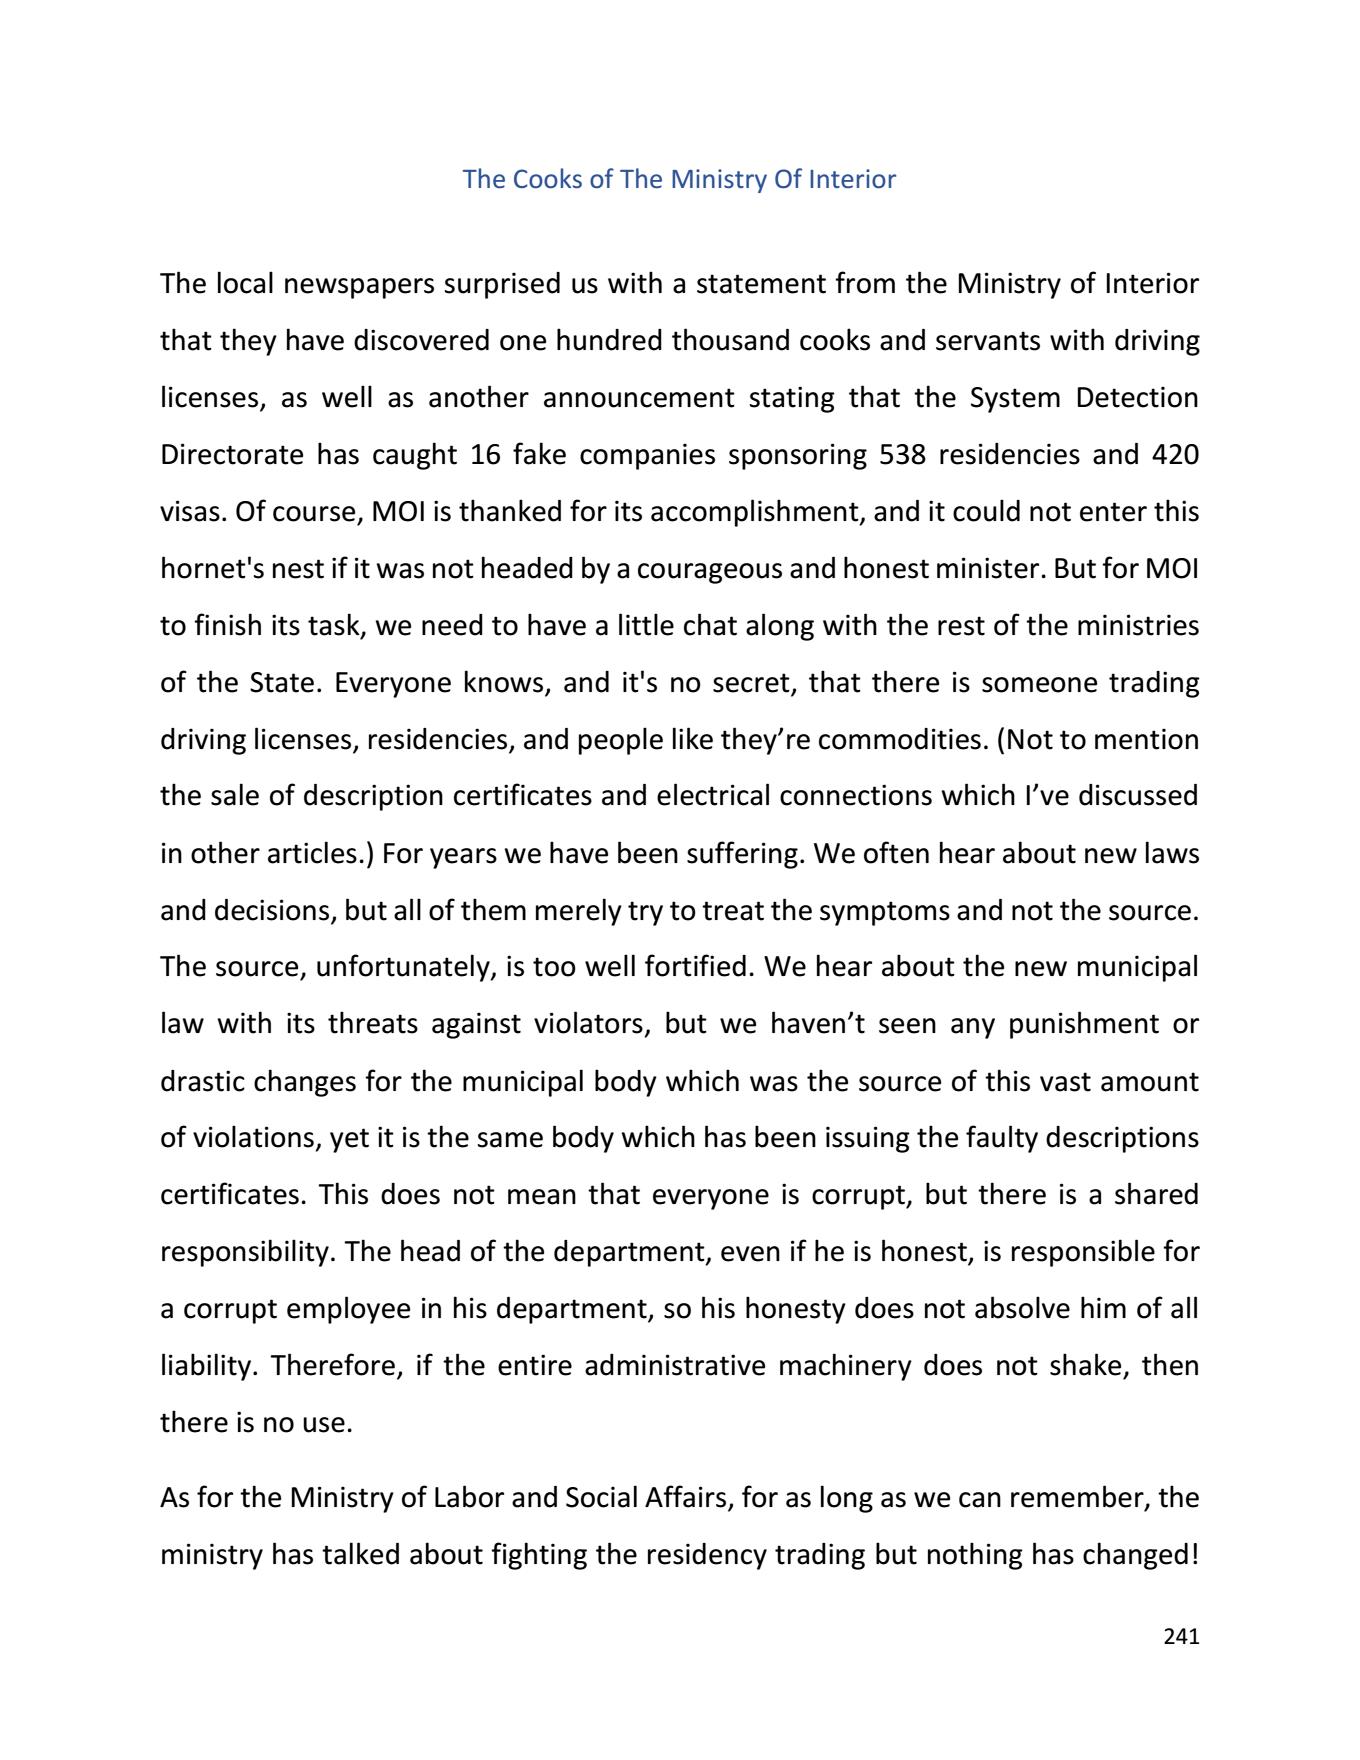 The Cooks of The Ministry Of Interior
The local newspapers surprised us with a statement from the Ministry of Interior
that they have discovered one hundred thousand cooks and servants with driving
licenses, as well as another announcement stating that the System Detection
Directorate has caught 16 fake companies sponsoring 538 residencies and 420
visas. Of course, MOI is thanked for its accomplishment, and it could not enter this
hornet's nest if it was not headed by a courageous and honest minister. But for MOI
to finish its task, we need to have a little chat along with the rest of the ministries
of the State. Everyone knows, and it's no secret, that there is someone trading
driving licenses, residencies, and people like they’re commodities. (Not to mention
the sale of description certificates and electrical connections which I’ve discussed
in other articles.) For years we have been suffering. We often hear about new laws
and decisions, but all of them merely try to treat the symptoms and not the source.
The source, unfortunately, is too well fortified. We hear about the new municipal
law with its threats against violators, but we haven’t seen any punishment or
drastic changes for the municipal body which was the source of this vast amount
of violations, yet it is the same body which has been issuing the faulty descriptions
certificates. This does not mean that everyone is corrupt, but there is a shared
responsibility. The head of the department, even if he is honest, is responsible for
a corrupt employee in his department, so his honesty does not absolve him of all
liability. Therefore, if the entire administrative machinery does not shake, then
there is no use.
As for the Ministry of Labor and Social Affairs, for as long as we can remember, the
ministry has talked about fighting the residency trading but nothing has changed!
241